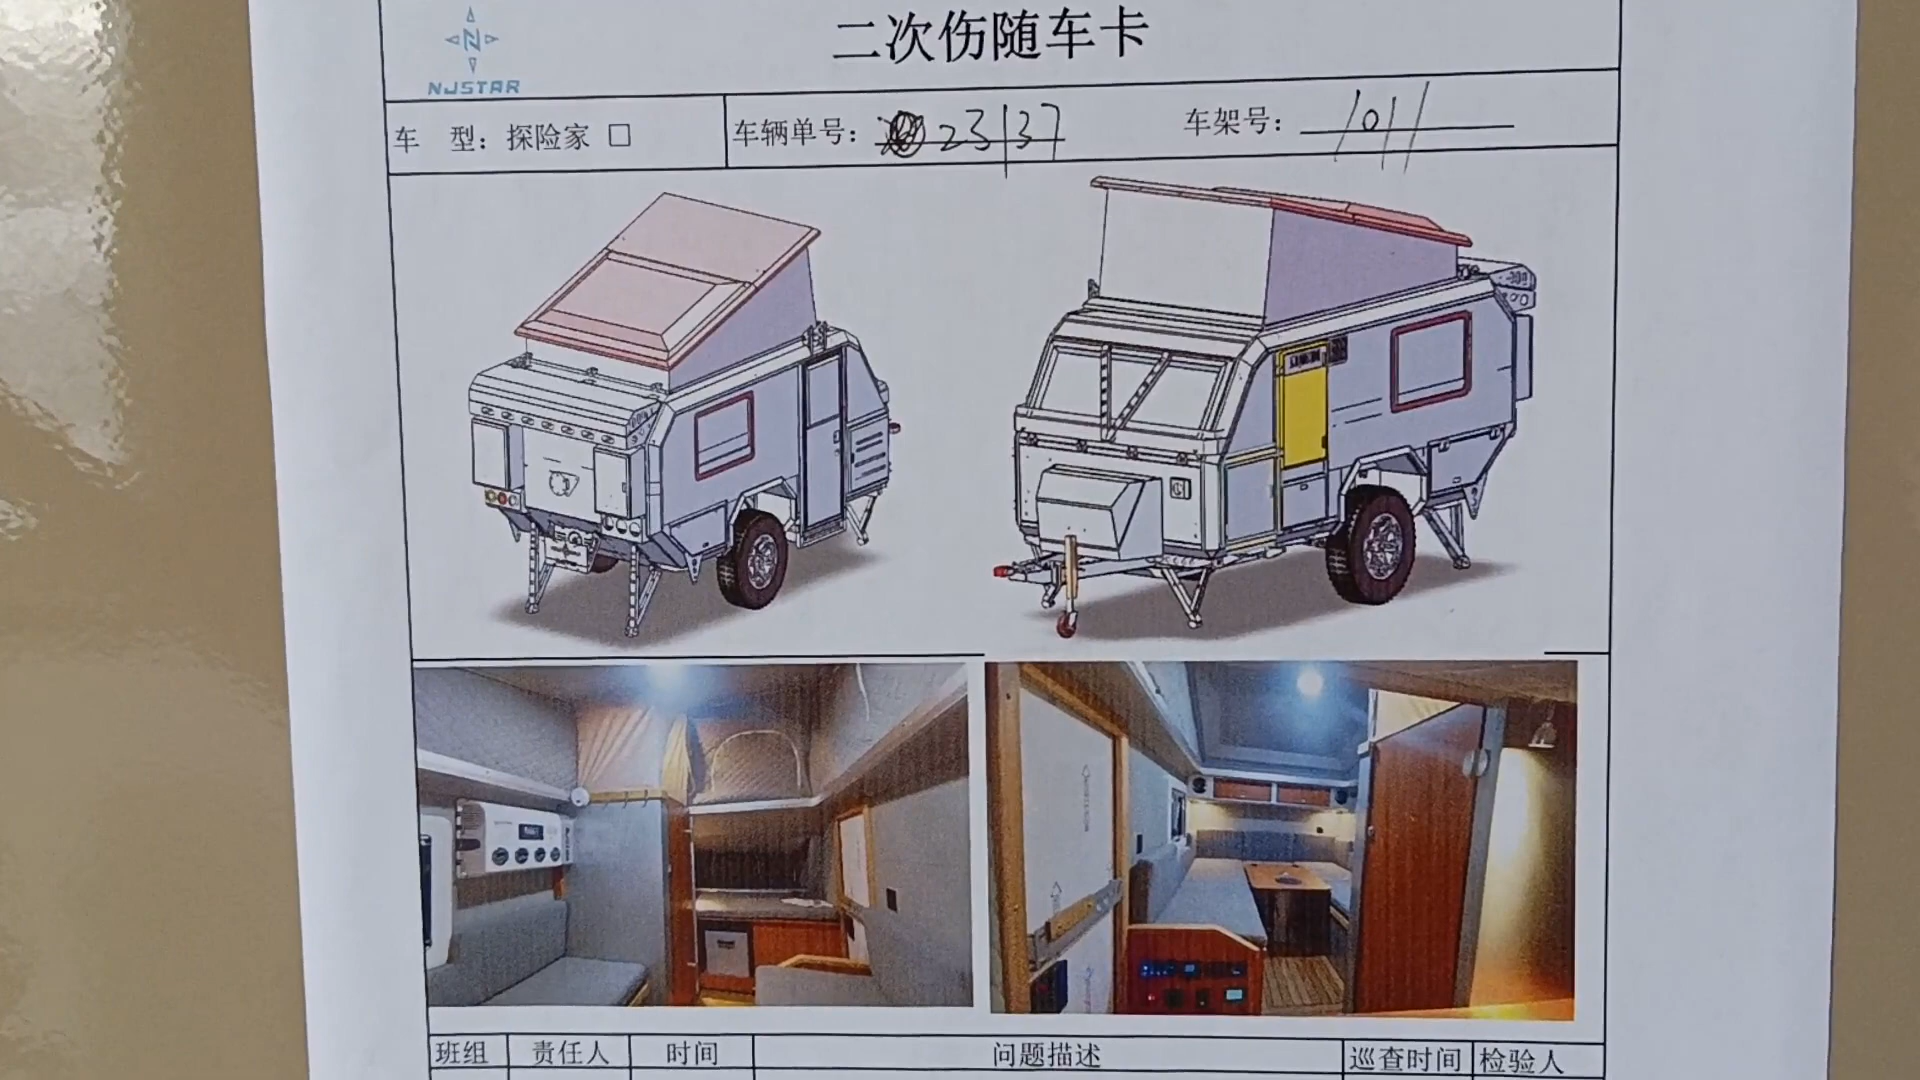 二次伤随车卡
NJSTAR
车 型：探险家 □ 车辆单号：23137 车架号：1011
班组 责任人 时间 问题描述 巡查时间 检验人